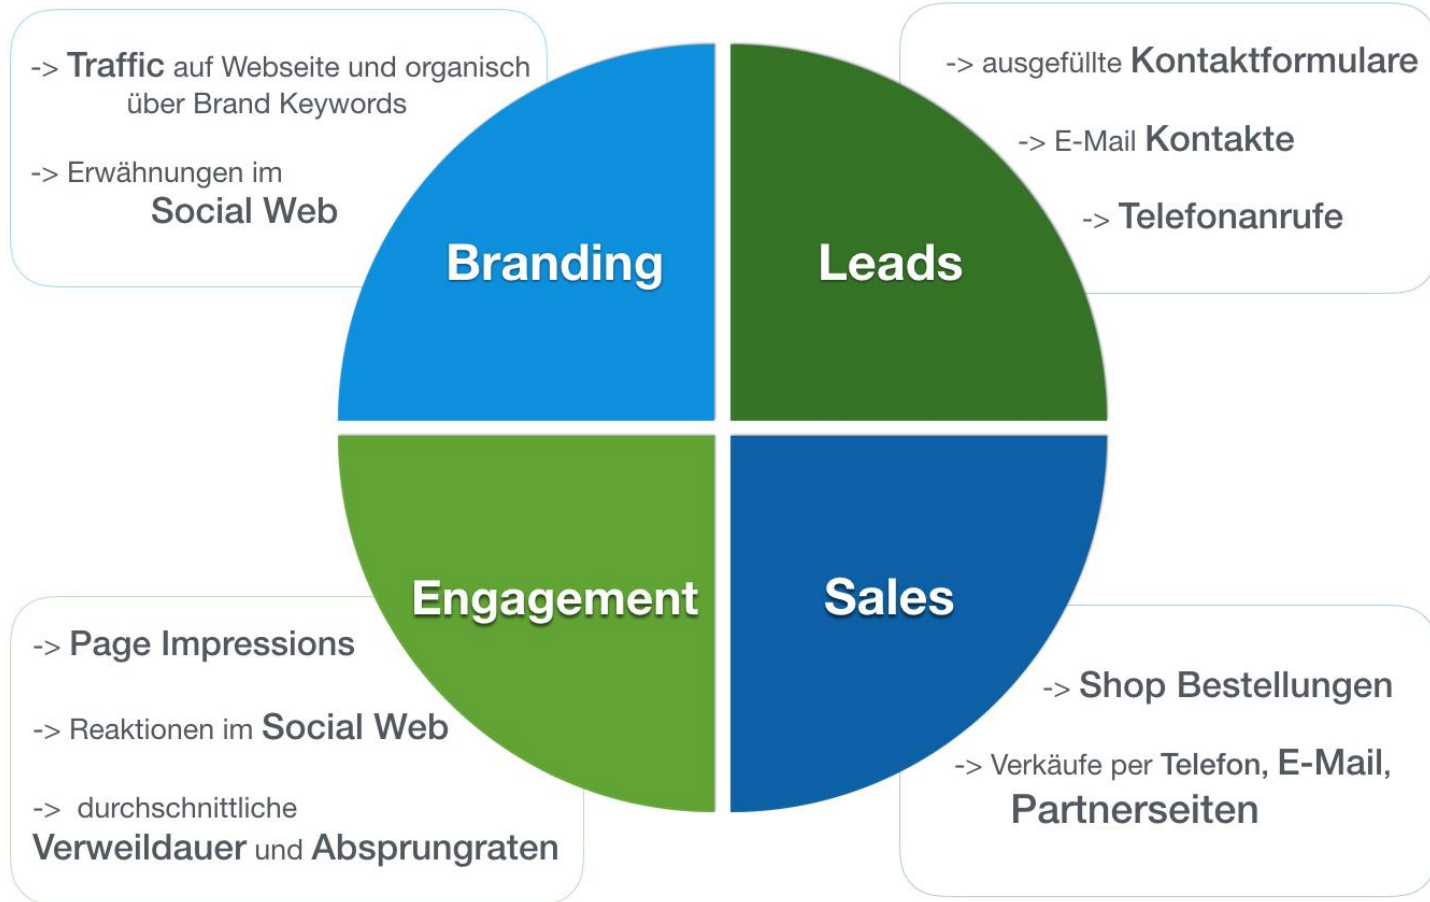 -> Traffic auf Webseite und organisch
über Brand Keywords
-> Erwähnungen im
Social Web
Branding
-> ausgefüllte Kontaktformulare
-> E-Mail Kontakte
-> Telefonanrufe
Leads
Engagement
-> Page Impressions
-> Reaktionen im Social Web
-> durchschnittliche
Verweildauer und Absprungraten
Sales
-> Shop Bestellungen
-> Verkäufe per Telefon, E-Mail,
Partnerseiten